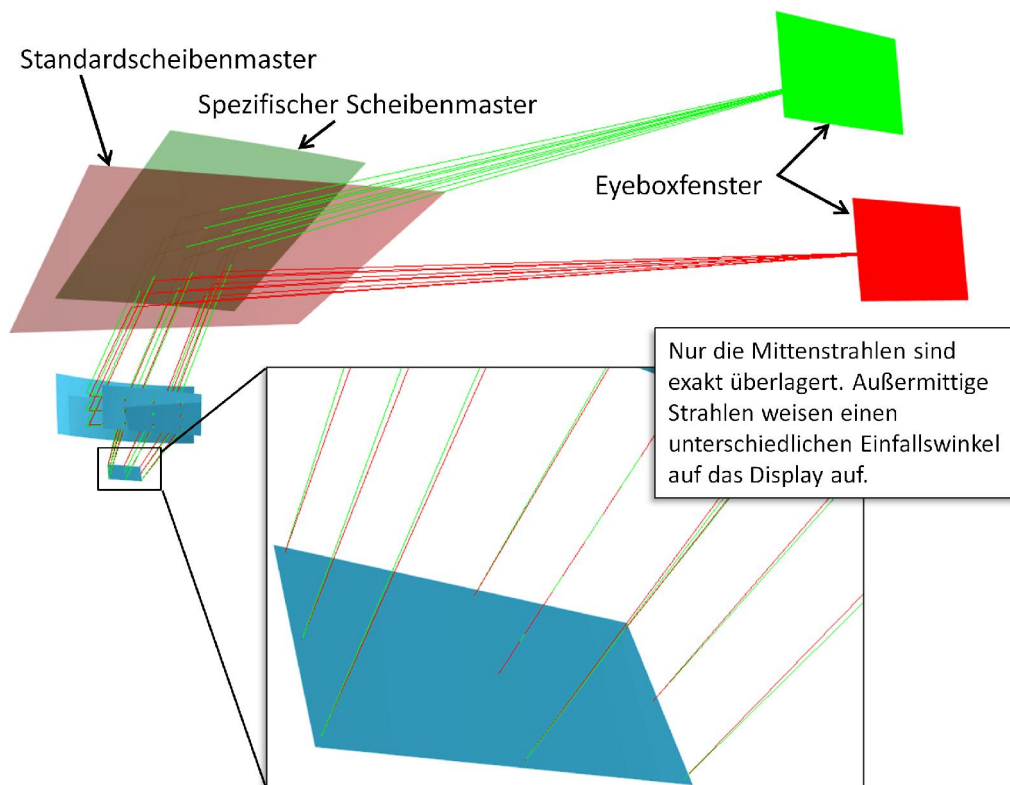 Standardscheibenmaster
Spezifischer Scheibenmaster
Eyeboxfenster
Nur die Mittenstrahlen sind
exakt überlagert. Außermittige
Strahlen weisen einen
unterschiedlichen Einfallswinkel
auf das Display auf.